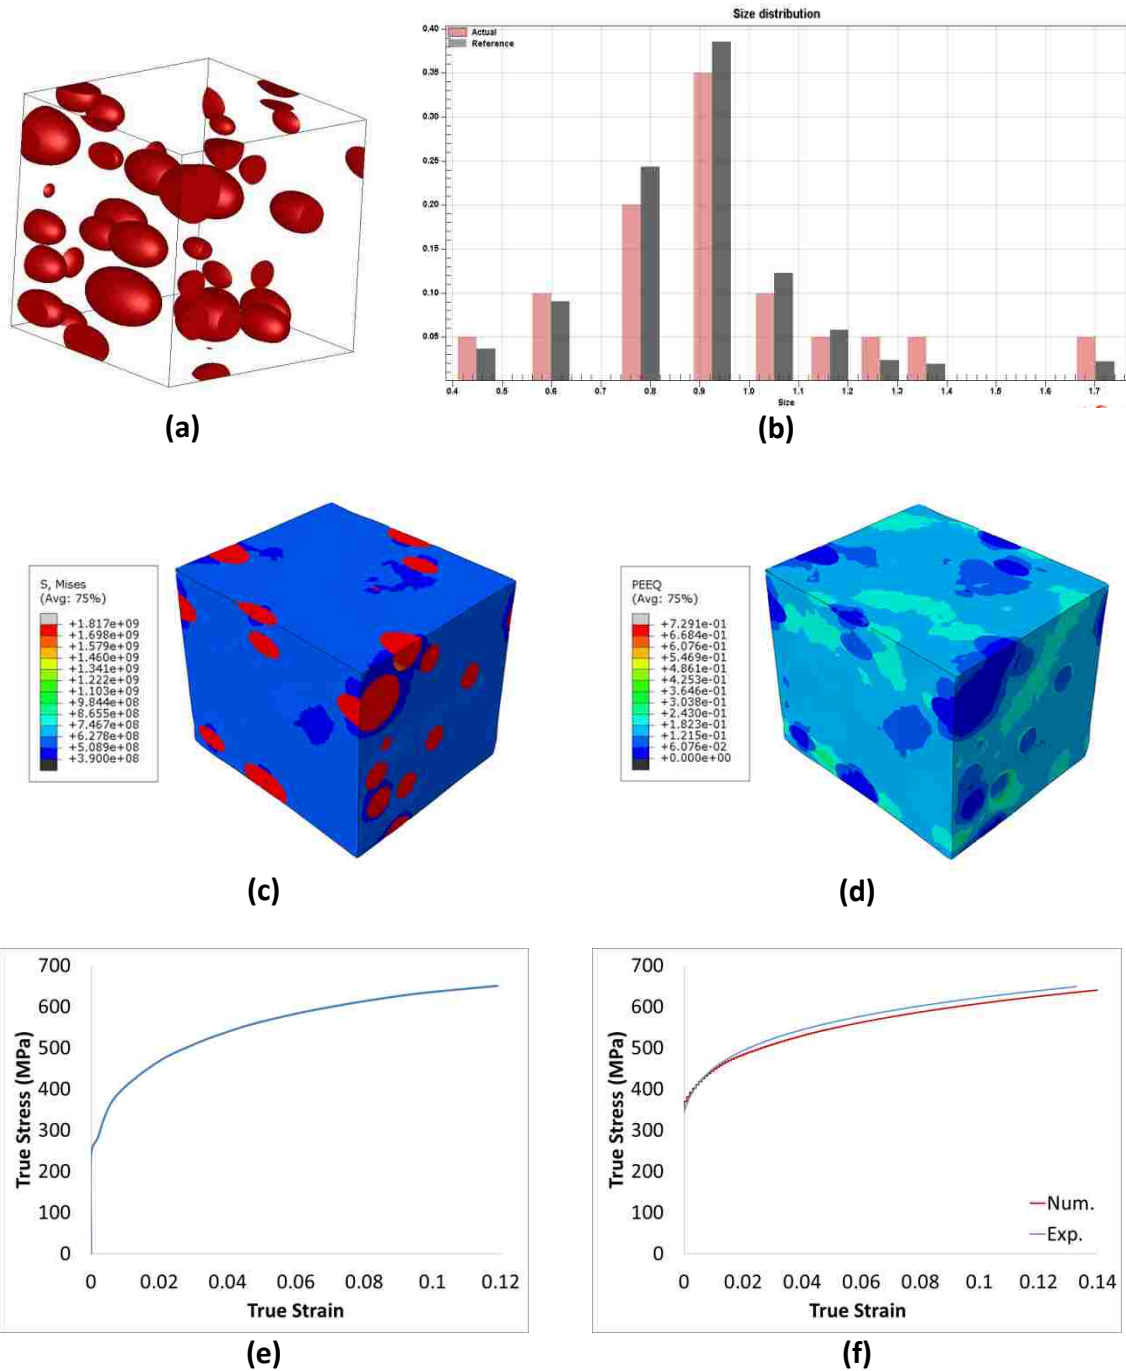 Size distribution
Actual
Reference
0.40
0.35
0.30
0.25
0.20
0.15
0.10
0.05
0.4 0.5 0.6 0.7 0.8 0.9 1.0 1.1 1.2 1.3 1.4 1.5 1.6 1.7
Size
(a)
(b)
S, Mises
(Avg: 75%)
+1.817e+09
+1.698e+09
+1.579e+09
+1.460e+09
+1.341e+09
+1.222e+09
+1.103e+09
+9.844e+08
+8.655e+08
+7.467e+08
+6.278e+08
+5.089e+08
+3.900e+08
PEEQ
(Avg: 75%)
+7.291e-01
+6.684e-01
+6.076e-01
+5.469e-01
+4.861e-01
+4.253e-01
+3.646e-01
+3.038e-01
+2.430e-01
+1.823e-01
+1.215e-01
+6.076e-02
+0.000e+00
(c)
(d)
True Stress (MPa)
700
600
500
400
300
200
100
0
0 0.02 0.04 0.06 0.08 0.1 0.12
True Strain
(e)
True Stress (MPa)
700
600
500
400
300
200
100
0
Num.
Exp.
0 0.02 0.04 0.06 0.08 0.1 0.12 0.14
True Strain
(f)